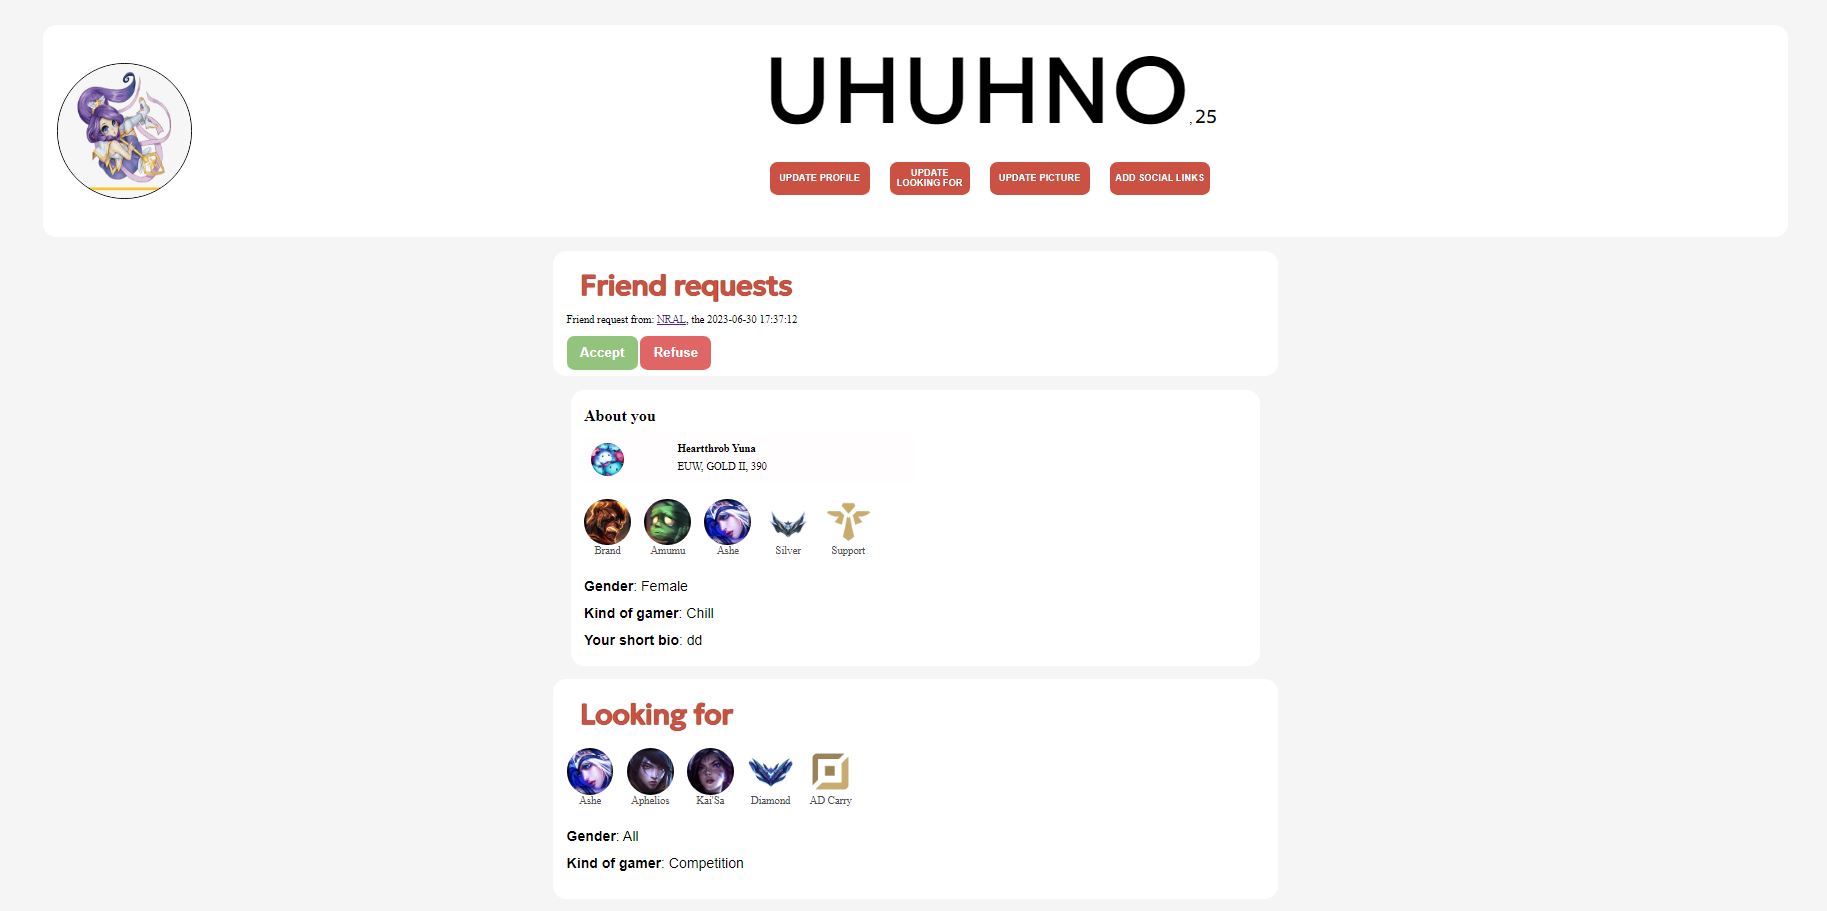 UHUHNO, 25
UPDATE PROFILE
UPDATE
LOOKING FOR
UPDATE PICTURE
ADD SOCIAL LINKS
Friend requests
Friend request from: NRAL, the 2023-06-30 17:37:12
Accept Refuse
About you
Heartthrob Yuna
EUW, GOLD II, 390
Brand Amumu Ashe Silver Support
Gender: Female
Kind of gamer: Chill
Your short bio: dd
Looking for
Ashe Aphelios Kai'Sa Diamond AD Carry
Gender: All
Kind of gamer: Competition